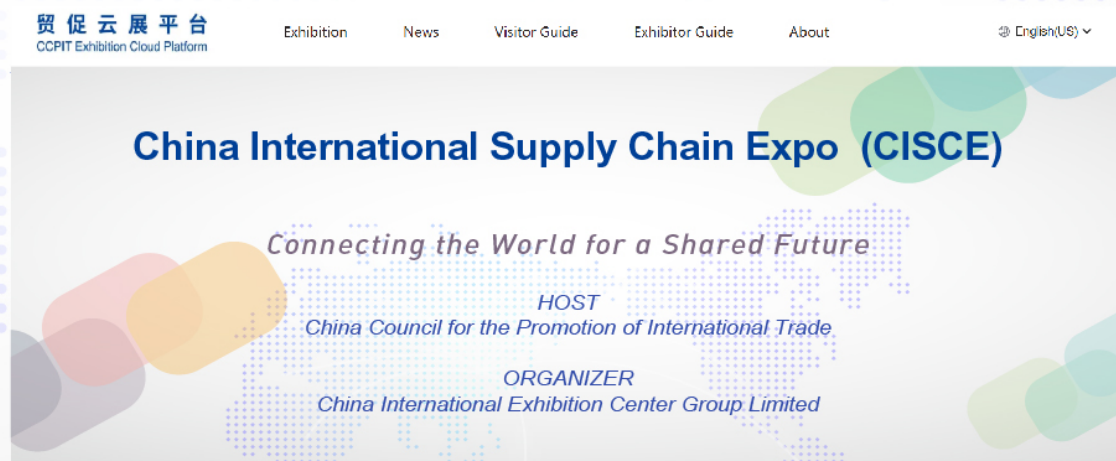 贸促云展平台
CCPIT Exhibition Cloud Platform
Exhibition News Visitor Guide Exhibitor Guide About English(US)
China International Supply Chain Expo (CISCE)
Connecting the World for a Shared Future
HOST
China Council for the Promotion of International Trade
ORGANIZER
China International Exhibition Center Group Limited